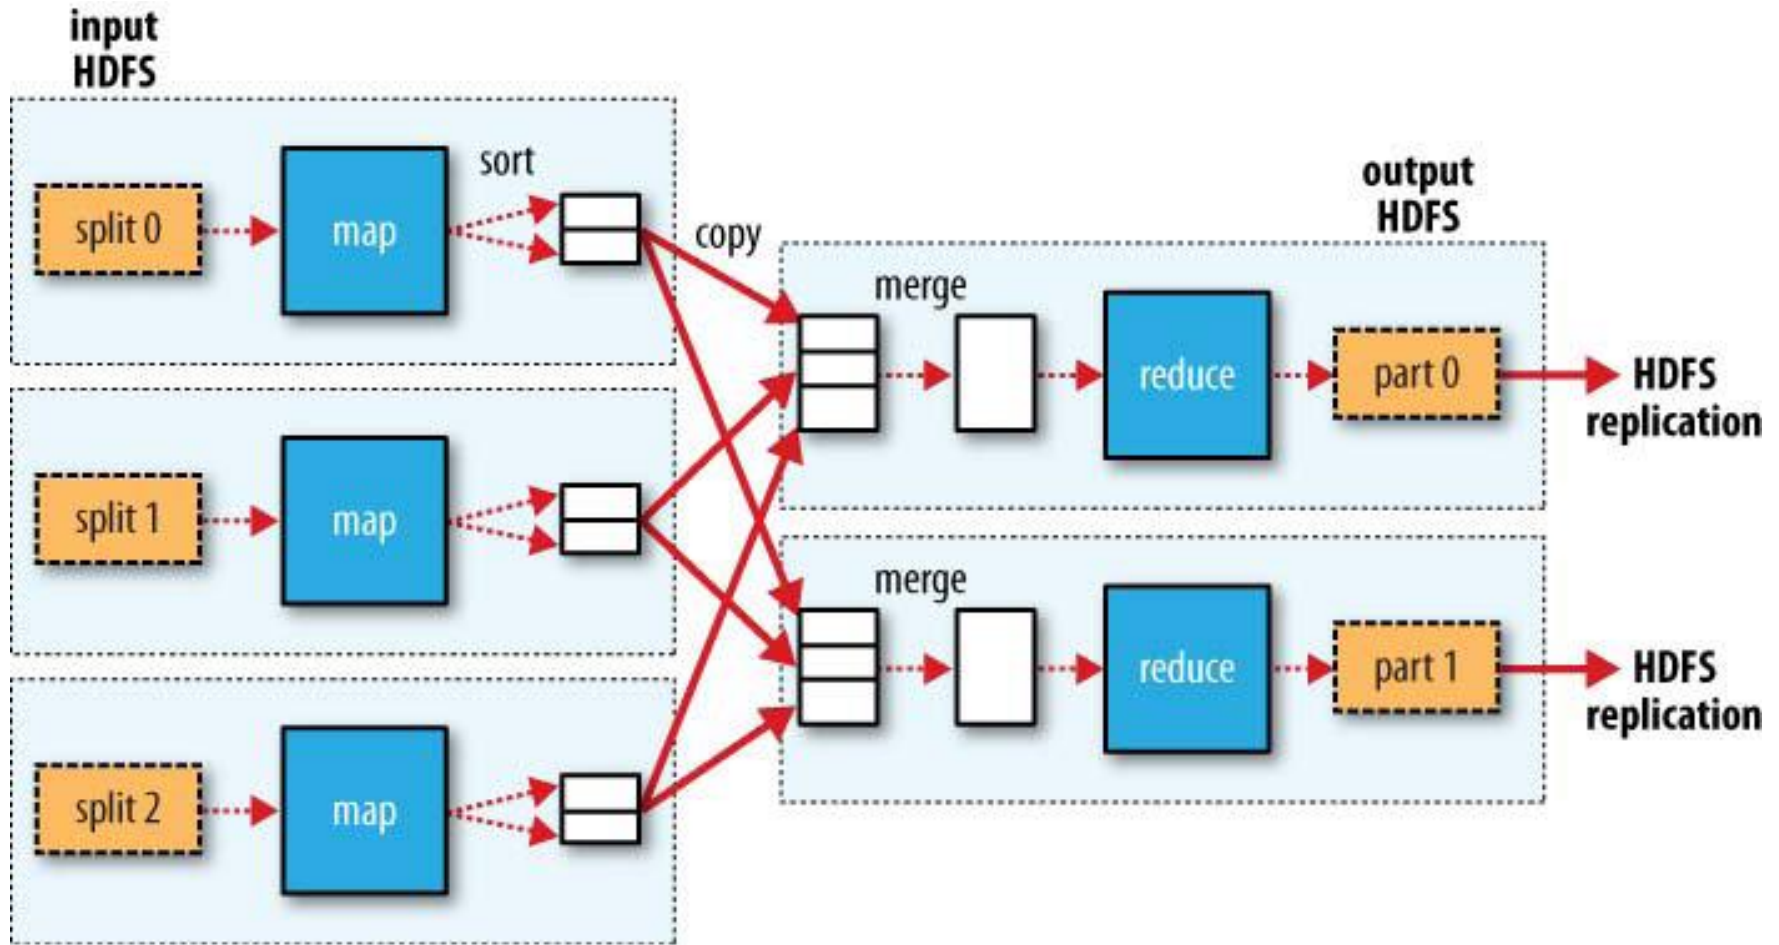 input
HDFS
split 0
map
sort
copy
split 1
map
split 2
map
output
HDFS
merge
reduce
part 0
HDFS
replication
merge
reduce
part 1
HDFS
replication